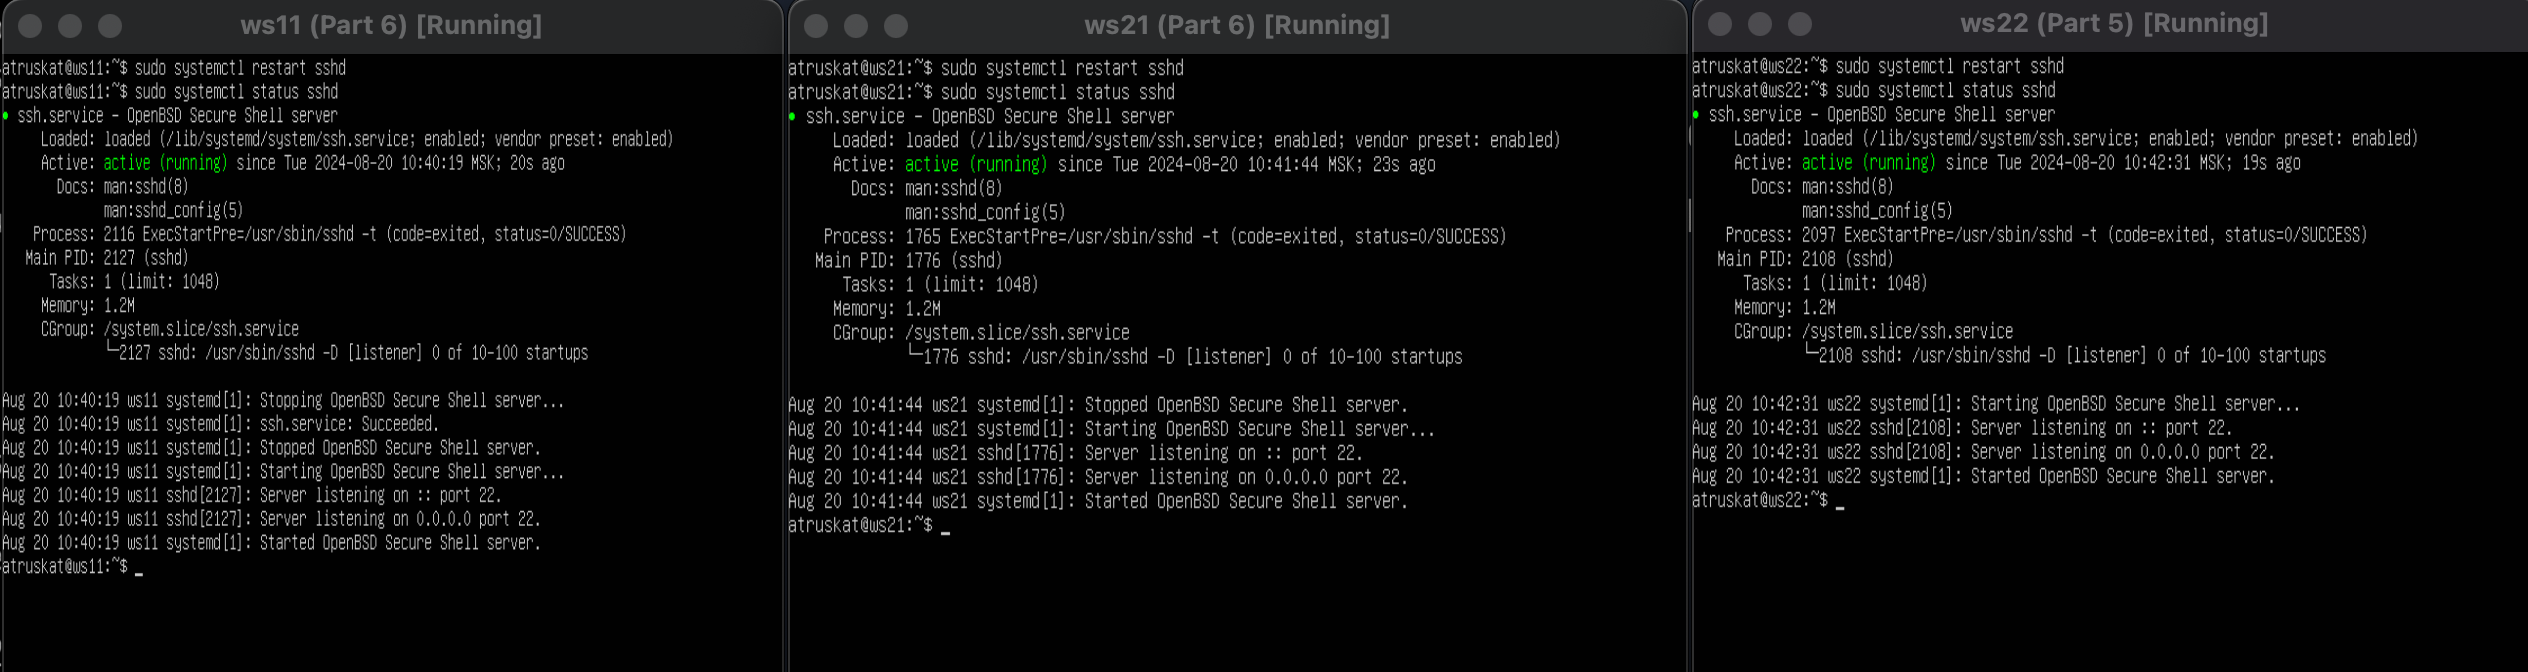 ws11 (Part 6) [Running]
atruskat@ws11:~$ sudo systemctl restart sshd
atruskat@ws11:~$ sudo systemctl status sshd
● ssh.service - OpenBSD Secure Shell server
Loaded: loaded (/lib/systemd/system/ssh.service; enabled; vendor preset: enabled)
Active: active (running) since Tue 2024-08-20 10:40:19 MSK; 20s ago
Docs: man:sshd(8)
man:sshd_config(5)
Process: 2116 ExecStartPre=/usr/sbin/sshd -t (code=exited, status=0/SUCCESS)
Main PID: 2127 (sshd)
Tasks: 1 (limit: 1048)
Memory: 1.2M
CGroup: /system.slice/ssh.service
└─2127 sshd: /usr/sbin/sshd -D [listener] 0 of 10-100 startups
Aug 20 10:40:19 ws11 systemd[1]: Stopping OpenBSD Secure Shell server...
Aug 20 10:40:19 ws11 systemd[1]: ssh.service: Succeeded.
Aug 20 10:40:19 ws11 systemd[1]: Stopped OpenBSD Secure Shell server.
Aug 20 10:40:19 ws11 systemd[1]: Starting OpenBSD Secure Shell server...
Aug 20 10:40:19 ws11 sshd[2127]: Server listening on :: port 22.
Aug 20 10:40:19 ws11 sshd[2127]: Server listening on 0.0.0.0 port 22.
Aug 20 10:40:19 ws11 systemd[1]: Started OpenBSD Secure Shell server.
atruskat@ws11:~$ _
ws21 (Part 6) [Running]
atruskat@ws21:~$ sudo systemctl restart sshd
atruskat@ws21:~$ sudo systemctl status sshd
● ssh.service - OpenBSD Secure Shell server
Loaded: loaded (/lib/systemd/system/ssh.service; enabled; vendor preset: enabled)
Active: active (running) since Tue 2024-08-20 10:41:44 MSK; 23s ago
Docs: man:sshd(8)
man:sshd_config(5)
Process: 1765 ExecStartPre=/usr/sbin/sshd -t (code=exited, status=0/SUCCESS)
Main PID: 1776 (sshd)
Tasks: 1 (limit: 1048)
Memory: 1.2M
CGroup: /system.slice/ssh.service
└─1776 sshd: /usr/sbin/sshd -D [listener] 0 of 10-100 startups
Aug 20 10:41:44 ws21 systemd[1]: Stopped OpenBSD Secure Shell server.
Aug 20 10:41:44 ws21 systemd[1]: Starting OpenBSD Secure Shell server...
Aug 20 10:41:44 ws21 sshd[1776]: Server listening on :: port 22.
Aug 20 10:41:44 ws21 sshd[1776]: Server listening on 0.0.0.0 port 22.
Aug 20 10:41:44 ws21 systemd[1]: Started OpenBSD Secure Shell server.
atruskat@ws21:~$ _
ws22 (Part 5) [Running]
atruskat@ws22:~$ sudo systemctl restart sshd
atruskat@ws22:~$ sudo systemctl status sshd
● ssh.service - OpenBSD Secure Shell server
Loaded: loaded (/lib/systemd/system/ssh.service; enabled; vendor preset: enabled)
Active: active (running) since Tue 2024-08-20 10:42:31 MSK; 19s ago
Docs: man:sshd(8)
man:sshd_config(5)
Process: 2097 ExecStartPre=/usr/sbin/sshd -t (code=exited, status=0/SUCCESS)
Main PID: 2108 (sshd)
Tasks: 1 (limit: 1048)
Memory: 1.2M
CGroup: /system.slice/ssh.service
└─2108 sshd: /usr/sbin/sshd -D [listener] 0 of 10-100 startups
Aug 20 10:42:31 ws22 systemd[1]: Starting OpenBSD Secure Shell server...
Aug 20 10:42:31 ws22 sshd[2108]: Server listening on :: port 22.
Aug 20 10:42:31 ws22 sshd[2108]: Server listening on 0.0.0.0 port 22.
Aug 20 10:42:31 ws22 systemd[1]: Started OpenBSD Secure Shell server.
atruskat@ws22:~$ _